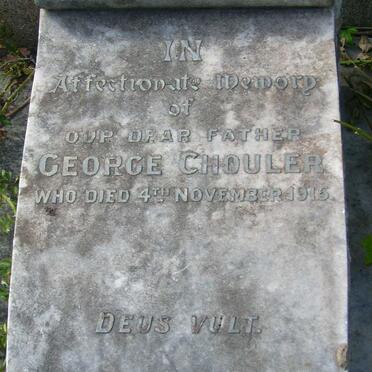 IN
Affectionate Memory
of
OUR DEAR FATHER
GEORGE CHOULER
WHO DIED 4TH NOVEMBER 1915.
DEUS VULT.